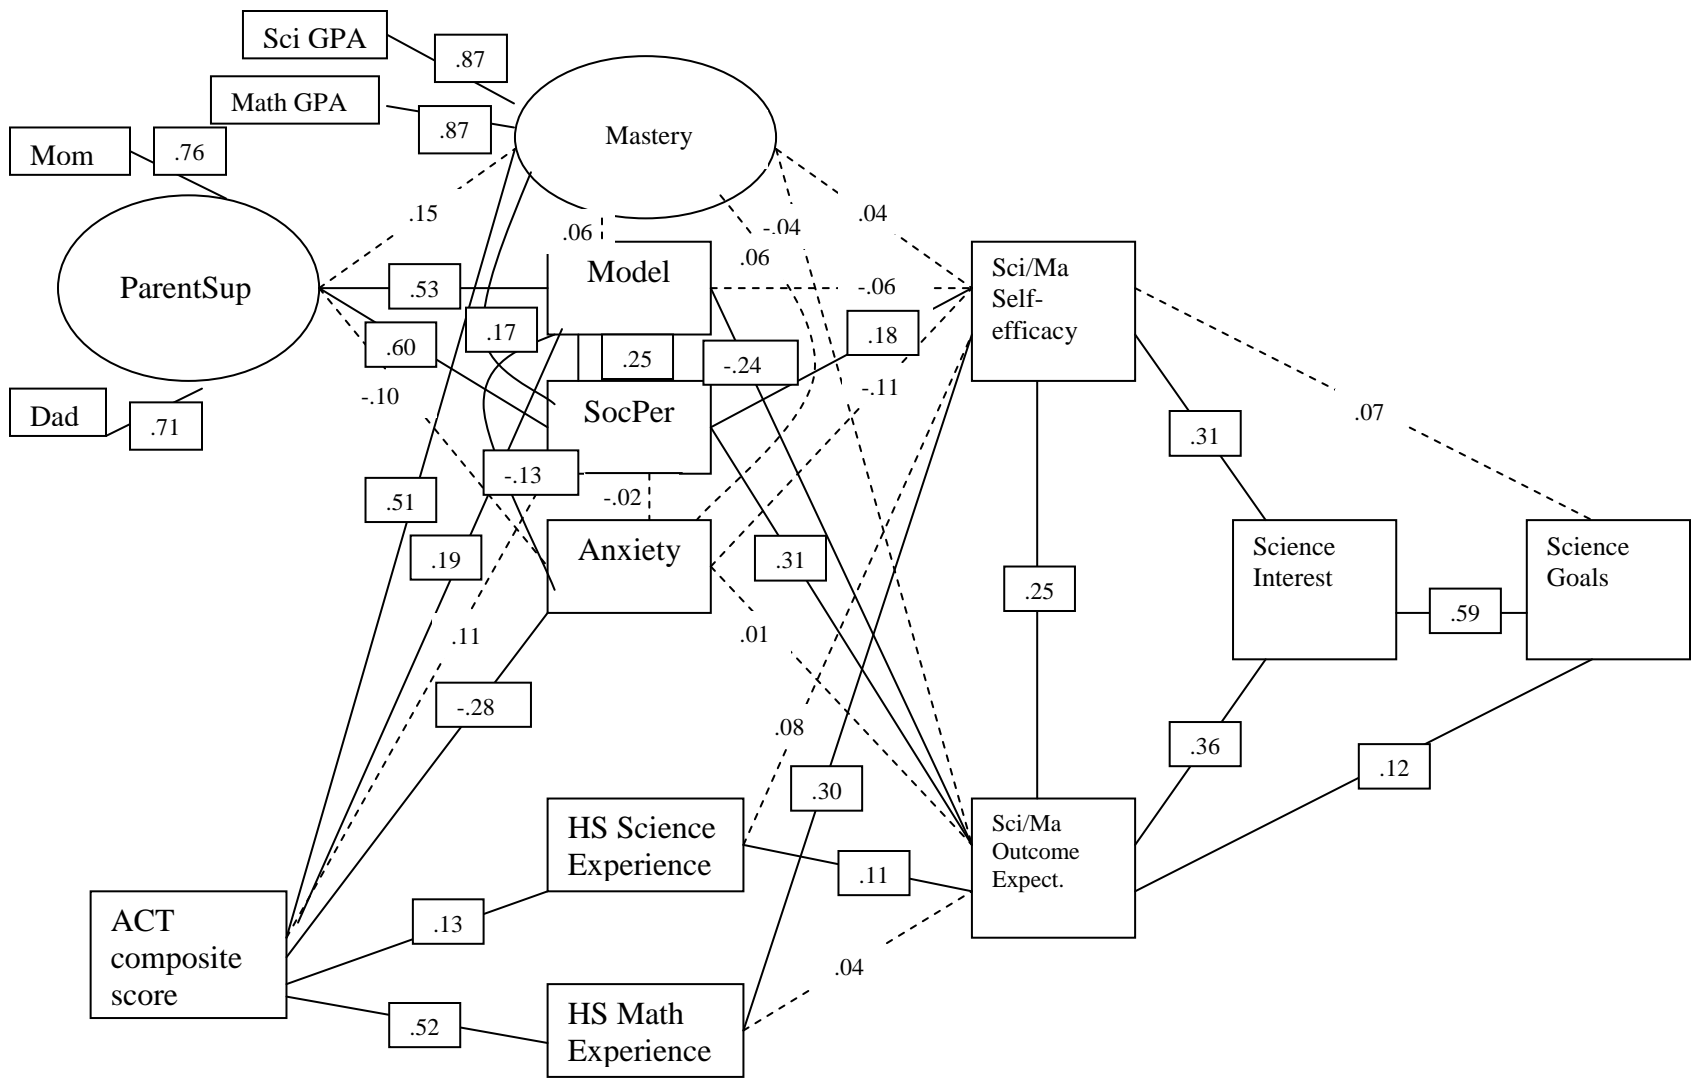 Sci GPA
.87
Math GPA
.87
Mastery
Mom
.76
.15
-.04
.04
.06
.06
ParentSup
.53
Model
-.06
Sci/Ma
Self-
efficacy
.17
.18
.60
.25
-.24
-.10
SocPer
-.11
Dad
.71
.07
.31
-.13
.51
-.02
.19
Anxiety
.31
Science
Interest
Science
Goals
.25
.59
.11
.01
-.28
.08
.36
.12
.30
HS Science
Experience
Sci/Ma
Outcome
Expect.
.11
ACT
composite
score
.13
.04
.52
HS Math
Experience